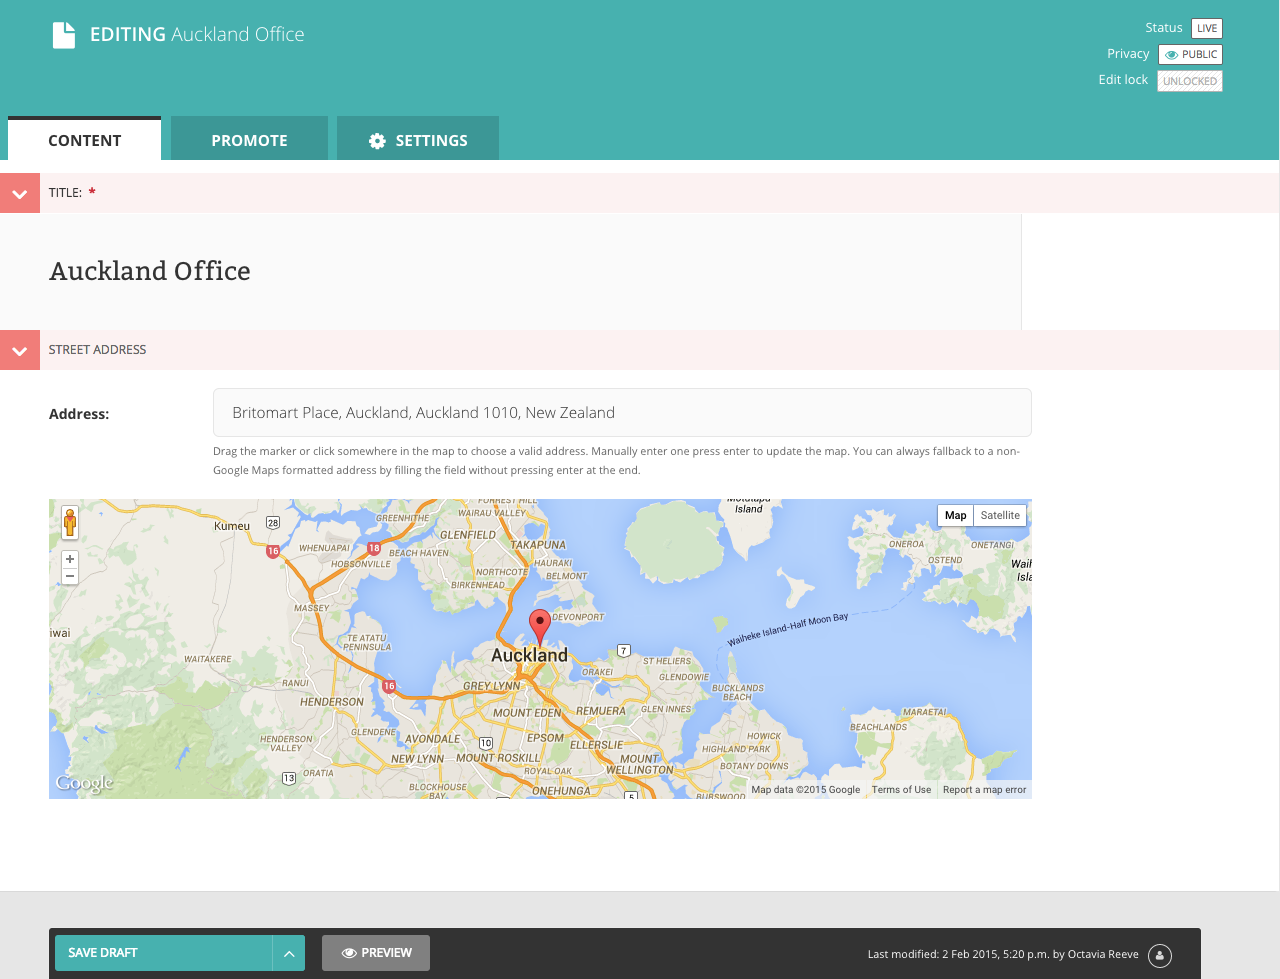 EDITING Auckland Office
Status LIVE
Privacy PUBLIC
Edit lock UNLOCKED
CONTENT
PROMOTE
SETTINGS
TITLE: *
Auckland Office
STREET ADDRESS
Address:
Britomart Place, Auckland, Auckland 1010, New Zealand
Drag the marker or click somewhere in the map to choose a valid address. Manually enter one press enter to update the map. You can always fallback to a non-
Google Maps formatted address by filling the field without pressing enter at the end.
FORREST HILL
Motutapu
Island
Map
Satellite
Kumeu
28
GREENHITHE
WAIRAU VALLEY
GLENFIELD
TAKAPUNA
16
WHENUAPAI
18
BEACH HAVEN
HOBSONVILLE
HAURAKI
NORTHCOTE
BELMONT
BIRKENHEAD
ONEROA
ONETANGI
OSTEND
MASSEY
DEVONPORT
iwai
TE ATATU
PENINSULA
Waiheke Island-Half Moon Bay
WAITAKERE
Auckland
7
ST HELIERS
ORAKEI
GLENDOWIE
RANUI
16
GREY LYNN
BUCKLANDS
BEACH
HENDERSON
MOUNT EDEN
REMUERA
GLEN INNES
MARAETAI
BEACHLANDS
GLENDENE
HENDERSON
VALLEY
AVONDALE
10
EPSOM
ELLERSLIE
HOWICK
HIGHLAND PARK
NEW LYNN
MOUNT ROSKILL
MOUNT
WELLINGTON
BOTANY DOWNS
13
ORATIA
ROYAL OAK
BLOCKHOUSE
BAY
ONEHUNGA
5
BURSWOOD
Google
Map data ©2015 Google
Terms of Use
Report a map error
SAVE DRAFT
PREVIEW
Last modified: 2 Feb 2015, 5:20 p.m. by Octavia Reeve